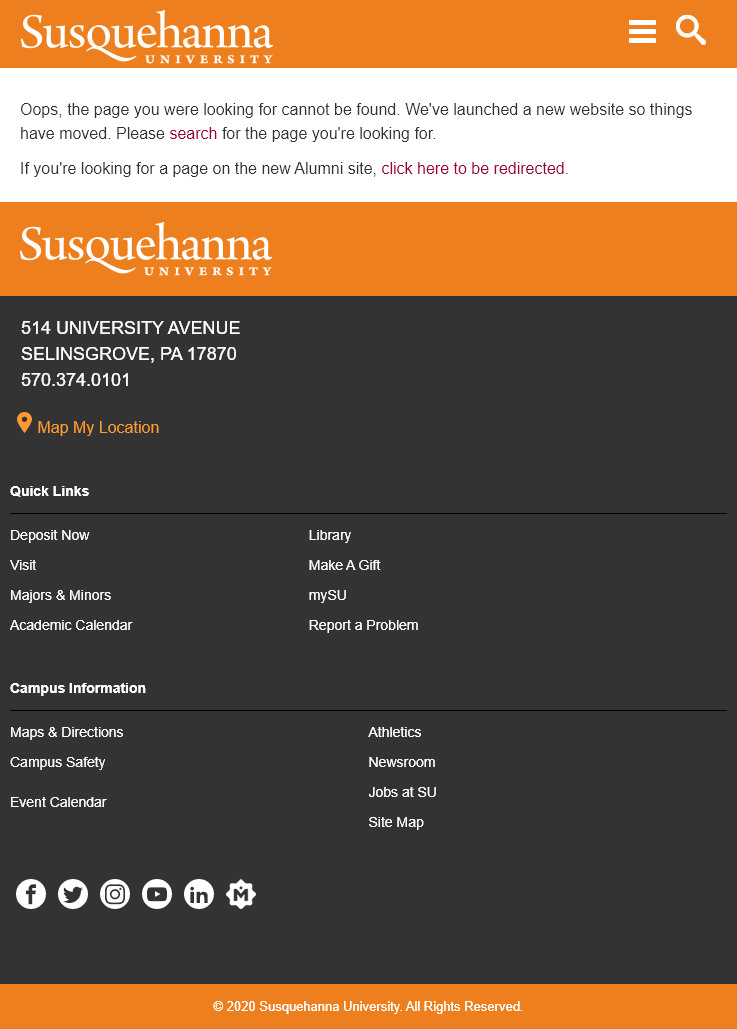 Susquehanna
UNIVERSITY
Oops, the page you were looking for cannot be found. We've launched a new website so things
have moved. Please search for the page you're looking for.
If you're looking for a page on the new Alumni site, click here to be redirected.
Susquehanna
UNIVERSITY
514 UNIVERSITY AVENUE
SELINSGROVE, PA 17870
570.374.0101
Map My Location
Quick Links
Deposit Now
Visit
Majors & Minors
Academic Calendar
Library
Make A Gift
mySU
Report a Problem
Campus Information
Maps & Directions
Campus Safety
Event Calendar
Athletics
Newsroom
Jobs at SU
Site Map
© 2020 Susquehanna University. All Rights Reserved.